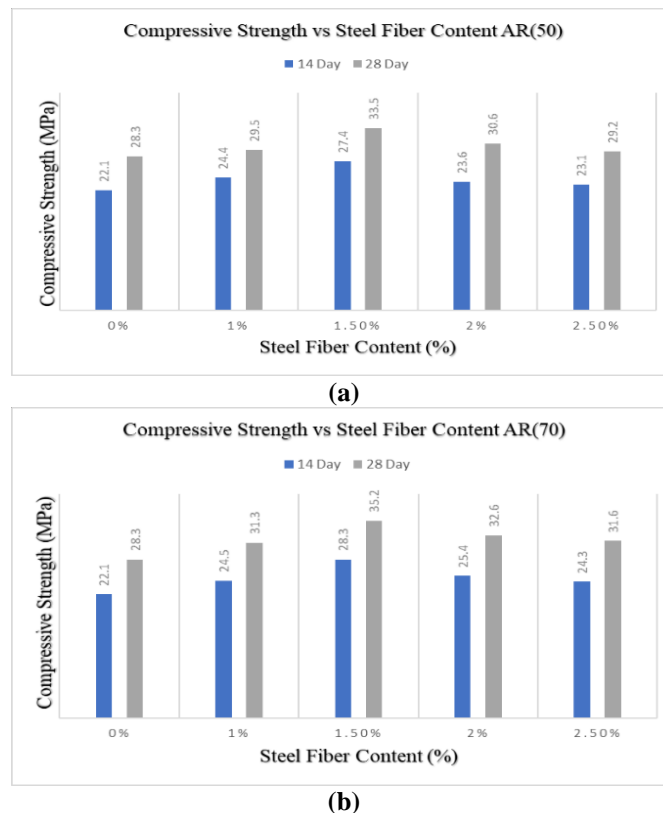 Compressive Strength vs Steel Fiber Content AR(50)
14 Day 28 Day
Compressive Strength (MPa)
22.1 28.3 24.4 29.5 27.4 33.5 23.6 30.6 23.1 29.2
0% 1% 1.50% 2% 2.50%
Steel Fiber Content (%)
(a)
Compressive Strength vs Steel Fiber Content AR(70)
14 Day 28 Day
Compressive Strength (MPa)
22.1 28.3 24.5 31.3 28.3 35.2 25.4 32.6 24.3 31.6
0% 1% 1.50% 2% 2.50%
Steel Fiber Content (%)
(b)